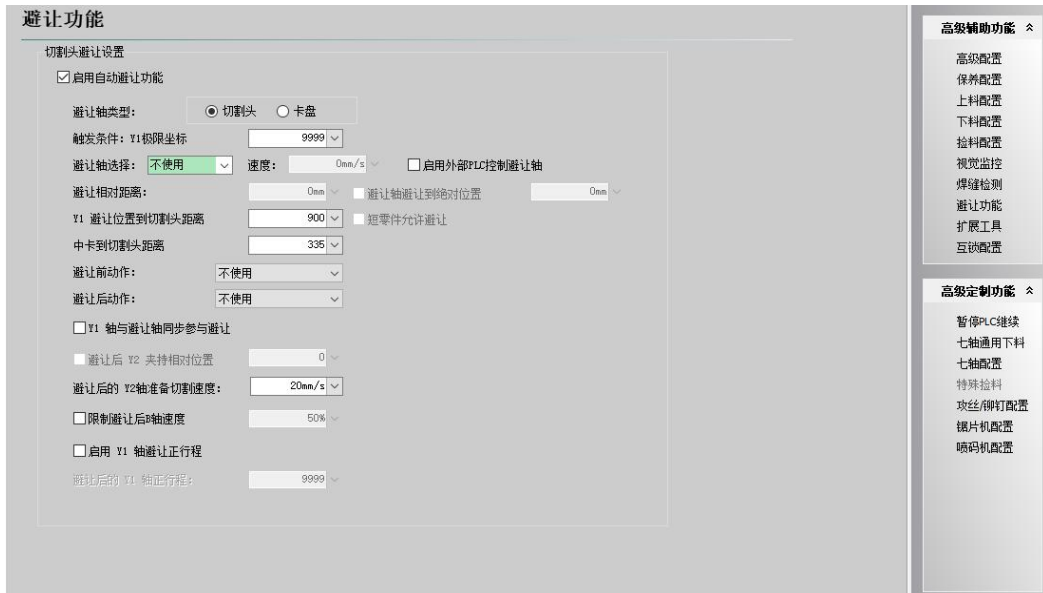 避让功能
切割头避让设置
启用自动避让功能
避让轴类型: 切割头 卡盘
触发条件: Y1极限坐标 9999
避让轴选择: 不使用 速度: 0mm/s 启用外部PLC控制避让轴
避让相对距离: 0mm 避让轴避让到绝对位置 0mm
Y1 避让位置到切割头距离 900 短零件允许避让
中卡到切割头距离 335
避让前动作: 不使用
避让后动作: 不使用
Y1 轴与避让轴同步参与避让
避让后 Y2 夹持相对位置 0
避让后的 Y2轴准备切割速度: 20mm/s
限制避让后B轴速度 50%
启用 Y1 轴避让正行程
避让后的 Y1 轴正行程: 9999
高级辅助功能
高级配置
保养配置
上料配置
下料配置
捡料配置
视觉监控
焊缝检测
避让功能
扩展工具
互锁配置
高级定制功能
暂停PLC继续
七轴通用下料
七轴配置
特殊捡料
攻丝/铆钉配置
锯片机配置
喷码机配置